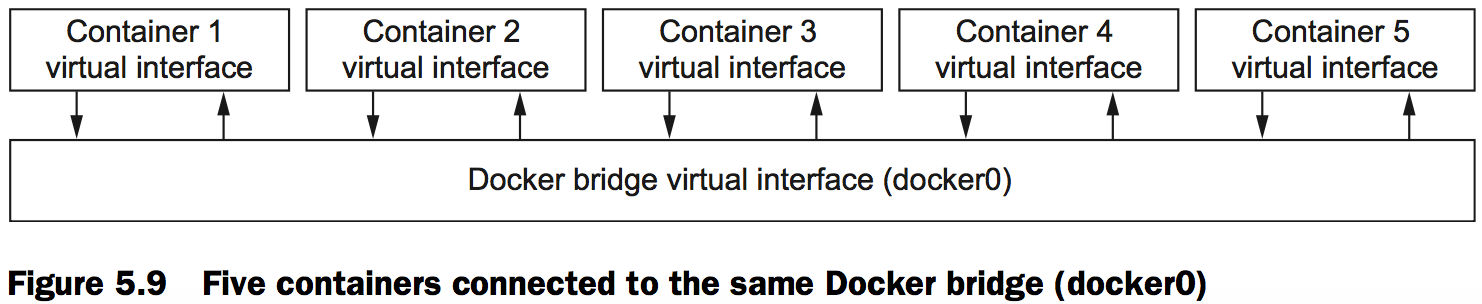 Container 1
virtual interface
Container 2
virtual interface
Container 3
virtual interface
Container 4
virtual interface
Container 5
virtual interface
Docker bridge virtual interface (docker0)
Figure 5.9 Five containers connected to the same Docker bridge (docker0)